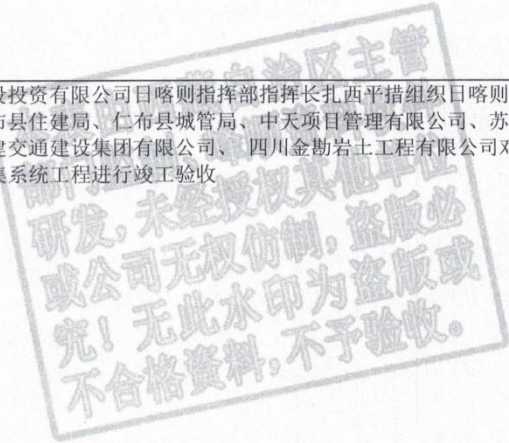 设投资有限公司日喀则指挥部指挥长扎西平措组织日喀则
布县住建局、仁布县城管局、中天项目管理有限公司、苏
建交通建设集团有限公司、四川金勘岩土工程有限公司对
集系统工程进行竣工验收
自治区主管
研发，未经授权其他单位
或公司无权仿制，盗版必
究！无此水印为盗版或
不合格资料，不予验收。